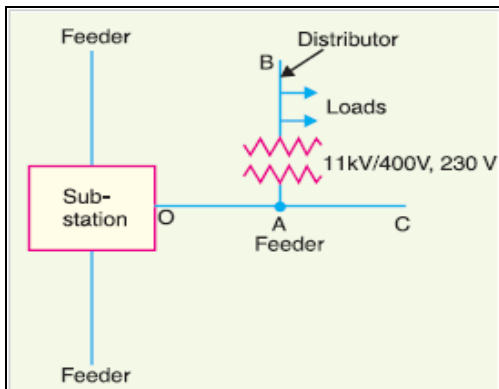 Feeder
Distributor
B
Loads
11kV/400V, 230 V
Sub-
station
O
A
C
Feeder
Feeder